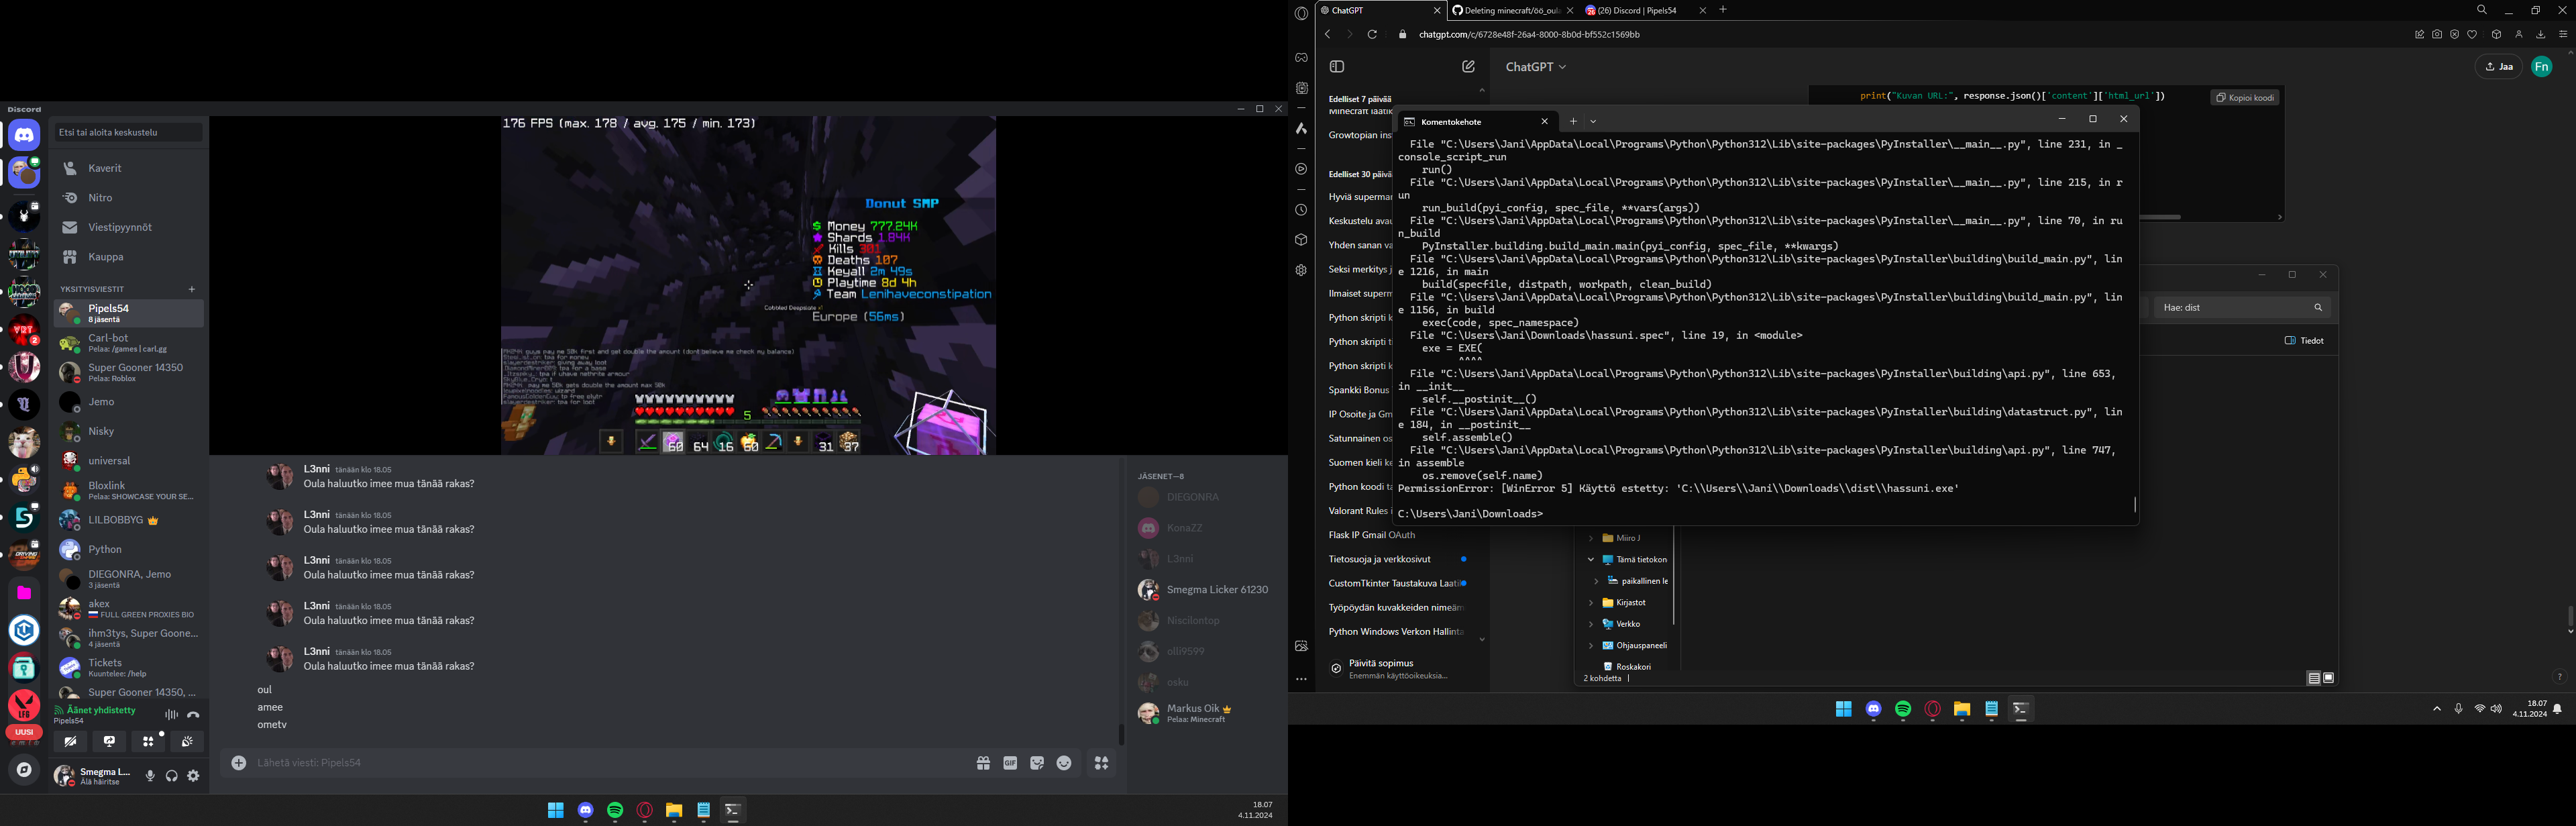 Discord
Etsi tai aloita keskustelu
Kaverit
Nitro
Viestipyynnöt
Kauppa
YKSITYISVIESTIT
Pipels54
8 jäsentä
Carl-bot
Pelaa: /games | carl.gg
Super Gooner 14350
Pelaa: Roblox
Jemo
Nisky
universal
Bloxlink
Pelaa: SHOWCASE YOUR SE...
LILBOBBYG
Python
DIEGONRA, Jemo
3 jäsentä
akex
FULL GREEN PROXIES BIO
ihm3tys, Super Goone...
4 jäsentä
Tickets
Kuuntelee: /help
Super Gooner 14350, ...
Äänet yhdistetty
Pipels54
UUSI
Smegma L...
Älä häiritse
176 FPS (max. 178 / avg. 175 / min. 173)
Donut SMP
Money 777.24K
Shards 1.84K
Kills 301
Deaths 107
Keyall 2m 49s
Playtime 8d 4h
Team Lenihaveconstipation
Europe (56ms)
5
60 64 16 60 31 37
L3nni tänään klo 18.05
Oula haluutko imee mua tänää rakas?
L3nni tänään klo 18.05
Oula haluutko imee mua tänää rakas?
L3nni tänään klo 18.05
Oula haluutko imee mua tänää rakas?
L3nni tänään klo 18.05
Oula haluutko imee mua tänää rakas?
L3nni tänään klo 18.05
Oula haluutko imee mua tänää rakas?
oul
amee
ometv
Lähetä viesti: Pipels54
GIF
JÄSENET—8
DIEGONRA
KonaZZ
L3nni
Smegma Licker 61230
Niscilontop
olli9599
osku
Markus Oik
Pelaa: Minecraft
18.07
4.11.2024
ChatGPT
Deleting minecraft/öö_oula
(26) Discord | Pipels54
chatgpt.com/c/6728e48f-26a4-8000-8b0d-bf552c1569bb
ChatGPT
Jaa
Fn
Edelliset 7 päivää
Minecraft laatik
Growtopian ins
Edelliset 30 päivä
Hyviä superman
Keskustelu avau
Yhden sanan va
Seksi merkitys j
Ilmaiset superm
Python skripti k
Python skripti t
Python skripti k
Spankki Bonus
IP Osoite ja Gm
Satunnainen os
Suomen kieli ke
Python koodi ta
Valorant Rules i
Flask IP Gmail OAuth
Tietosuoja ja verkkosivut
CustomTkinter Taustakuva Laatik
Työpöydän kuvakkeiden nimeäm
Python Windows Verkon Hallinta
Päivitä sopimus
Enemmän käyttöoikeuksia...
print("Kuvan URL:", response.json()['content']['html_url'])
Kopioi koodi
Komentokehote
File "C:\Users\Jani\AppData\Local\Programs\Python\Python312\Lib\site-packages\PyInstaller\__main__.py", line 231, in _
console_script_run
run()
File "C:\Users\Jani\AppData\Local\Programs\Python\Python312\Lib\site-packages\PyInstaller\__main__.py", line 215, in r
un
run_build(pyi_config, spec_file, **vars(args))
File "C:\Users\Jani\AppData\Local\Programs\Python\Python312\Lib\site-packages\PyInstaller\__main__.py", line 70, in ru
n_build
PyInstaller.building.build_main.main(pyi_config, spec_file, **kwargs)
File "C:\Users\Jani\AppData\Local\Programs\Python\Python312\Lib\site-packages\PyInstaller\building\build_main.py", lin
e 1216, in main
build(specfile, distpath, workpath, clean_build)
File "C:\Users\Jani\AppData\Local\Programs\Python\Python312\Lib\site-packages\PyInstaller\building\build_main.py", lin
e 1156, in build
exec(code, spec_namespace)
File "C:\Users\Jani\Downloads\hassuni.spec", line 19, in <module>
exe = EXE(
^^^^
File "C:\Users\Jani\AppData\Local\Programs\Python\Python312\Lib\site-packages\PyInstaller\building\api.py", line 653,
in __init__
self.__postinit__()
File "C:\Users\Jani\AppData\Local\Programs\Python\Python312\Lib\site-packages\PyInstaller\building\datastruct.py", lin
e 184, in __postinit__
self.assemble()
File "C:\Users\Jani\AppData\Local\Programs\Python\Python312\Lib\site-packages\PyInstaller\building\api.py", line 747,
in assemble
os.remove(self.name)
PermissionError: [WinError 5] Käyttö estetty: 'C:\\Users\\Jani\\Downloads\\dist\\hassuni.exe'
C:\Users\Jani\Downloads>
Hae: dist
Tiedot
Miiro J
Tämä tietokon
paikallinen le
Kirjastot
Verkko
Ohjauspaneeli
Roskakori
2 kohdetta
18.07
4.11.2024